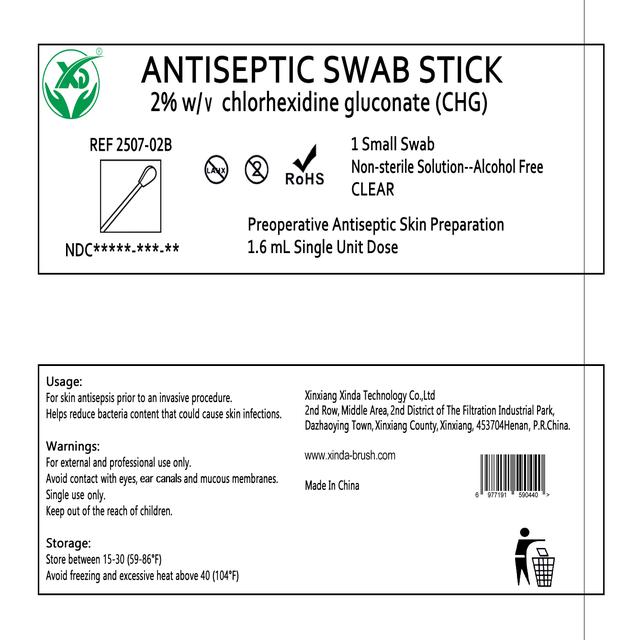 XD
®
ANTISEPTIC SWAB STICK
2% w/v chlorhexidine gluconate (CHG)
REF 2507-02B
NDC*****-***-**
2
RoHS
1 Small Swab
Non-sterile Solution--Alcohol Free
CLEAR
Preoperative Antiseptic Skin Preparation
1.6 mL Single Unit Dose
Usage:
For skin antisepsis prior to an invasive procedure.
Helps reduce bacteria content that could cause skin infections.
Warnings:
For external and professional use only.
Avoid contact with eyes, ear canals and mucous membranes.
Single use only.
Keep out of the reach of children.
Storage:
Store between 15-30 (59-86°F)
Avoid freezing and excessive heat above 40 (104°F)
Xinxiang Xinda Technology Co.,Ltd
2nd Row, Middle Area, 2nd District of The Filtration Industrial Park,
Dazhaoying Town, Xinxiang County, Xinxiang, 453704Henan, P.R.China.
www.xinda-brush.com
Made In China
6 977191 590440 >